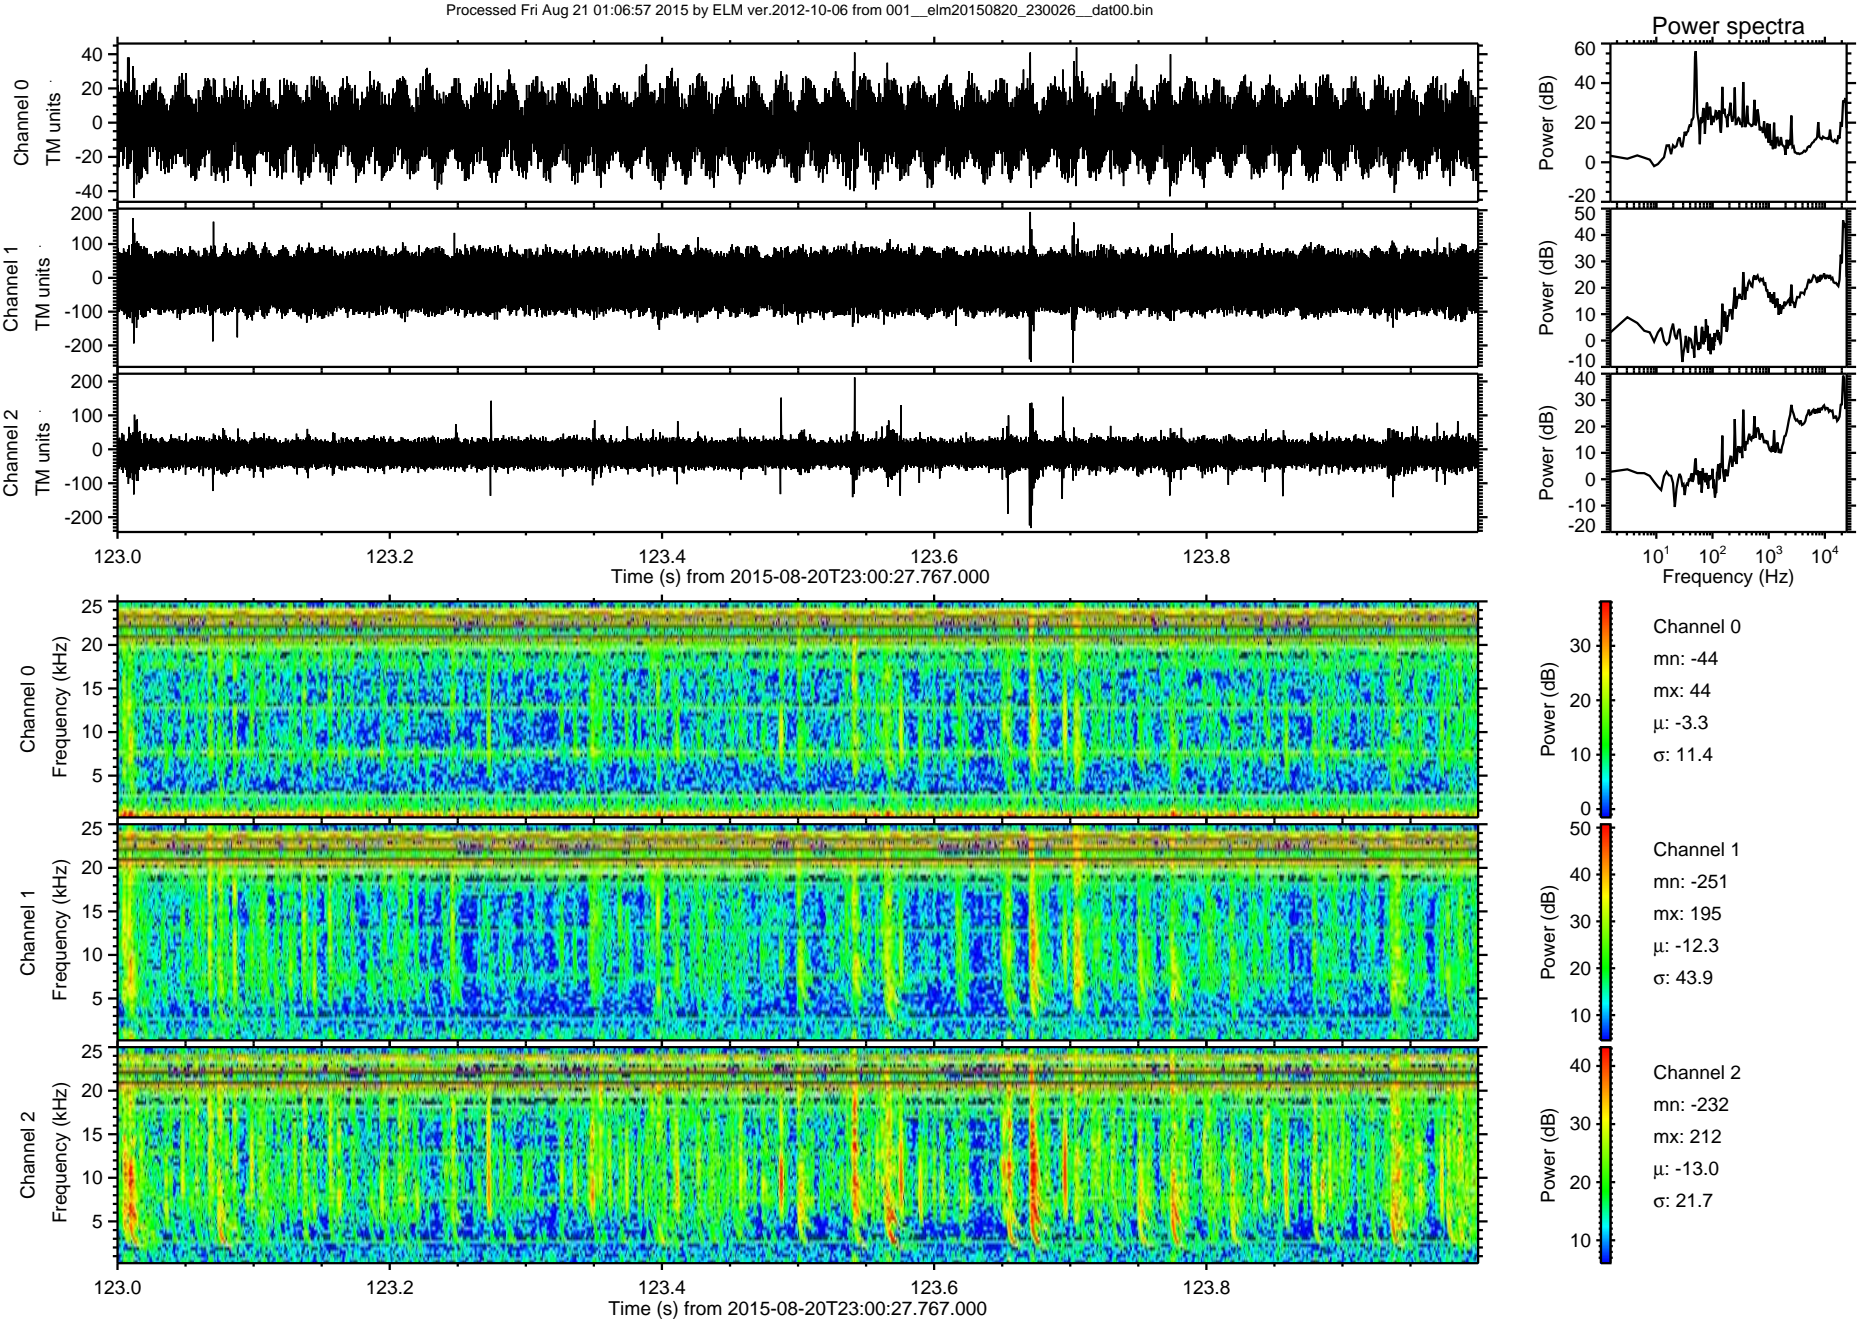 Processed Fri Aug 21 01:06:57 2015 by ELM ver.2012-10-06 from 001__elm20150820_230026__dat00.bin
Power spectra
Channel 0
TM units
40
20
0
-20
-40
Power (dB)
60
40
20
0
-20
Channel 1
TM units
200
100
0
-100
-200
Power (dB)
50
40
30
20
10
0
-10
Channel 2
TM units
200
100
0
-100
-200
Power (dB)
40
30
20
10
0
-10
-20
123.0 123.2 123.4 123.6 123.8
Time (s) from 2015-08-20T23:00:27.767.000
10^1 10^2 10^3 10^4
Frequency (Hz)
Channel 0
Frequency (kHz)
25
20
15
10
5
Power (dB)
30
20
10
0
Channel 0
mn: -44
mx: 44
μ: -3.3
σ: 11.4
Channel 1
Frequency (kHz)
25
20
15
10
5
Power (dB)
50
40
30
20
10
Channel 1
mn: -251
mx: 195
μ: -12.3
σ: 43.9
Channel 2
Frequency (kHz)
25
20
15
10
5
Power (dB)
40
30
20
10
Channel 2
mn: -232
mx: 212
μ: -13.0
σ: 21.7
123.0 123.2 123.4 123.6 123.8
Time (s) from 2015-08-20T23:00:27.767.000